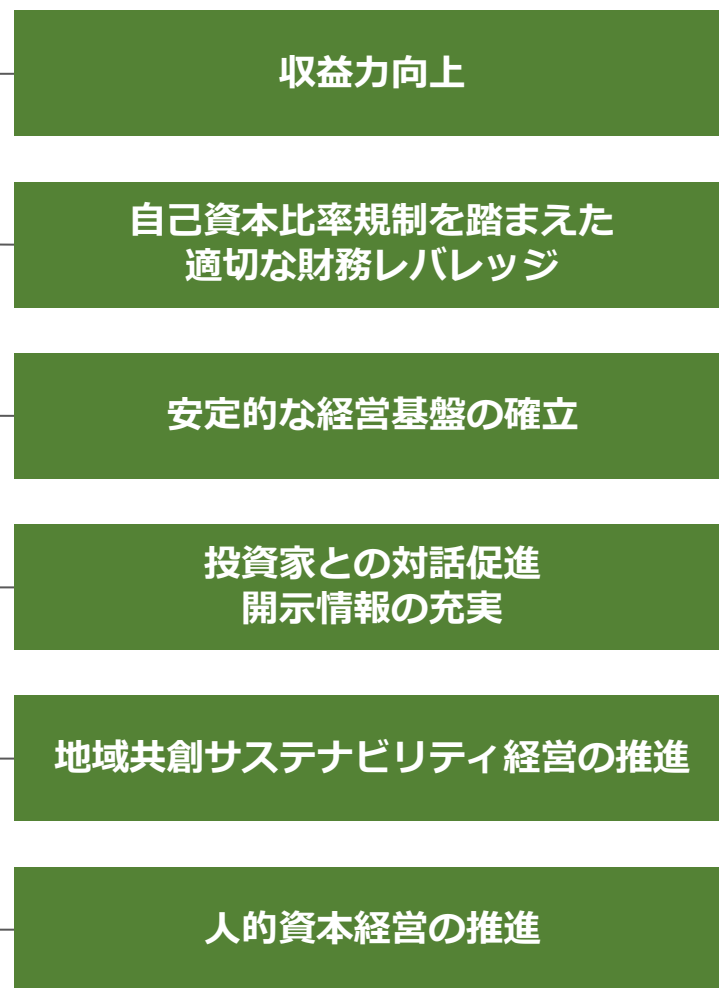 収益力向上
自己資本比率規制を踏まえた
適切な財務レバレッジ
安定的な経営基盤の確立
投資家との対話促進
開示情報の充実
地域共創サステナビリティ経営の推進
人的資本経営の推進